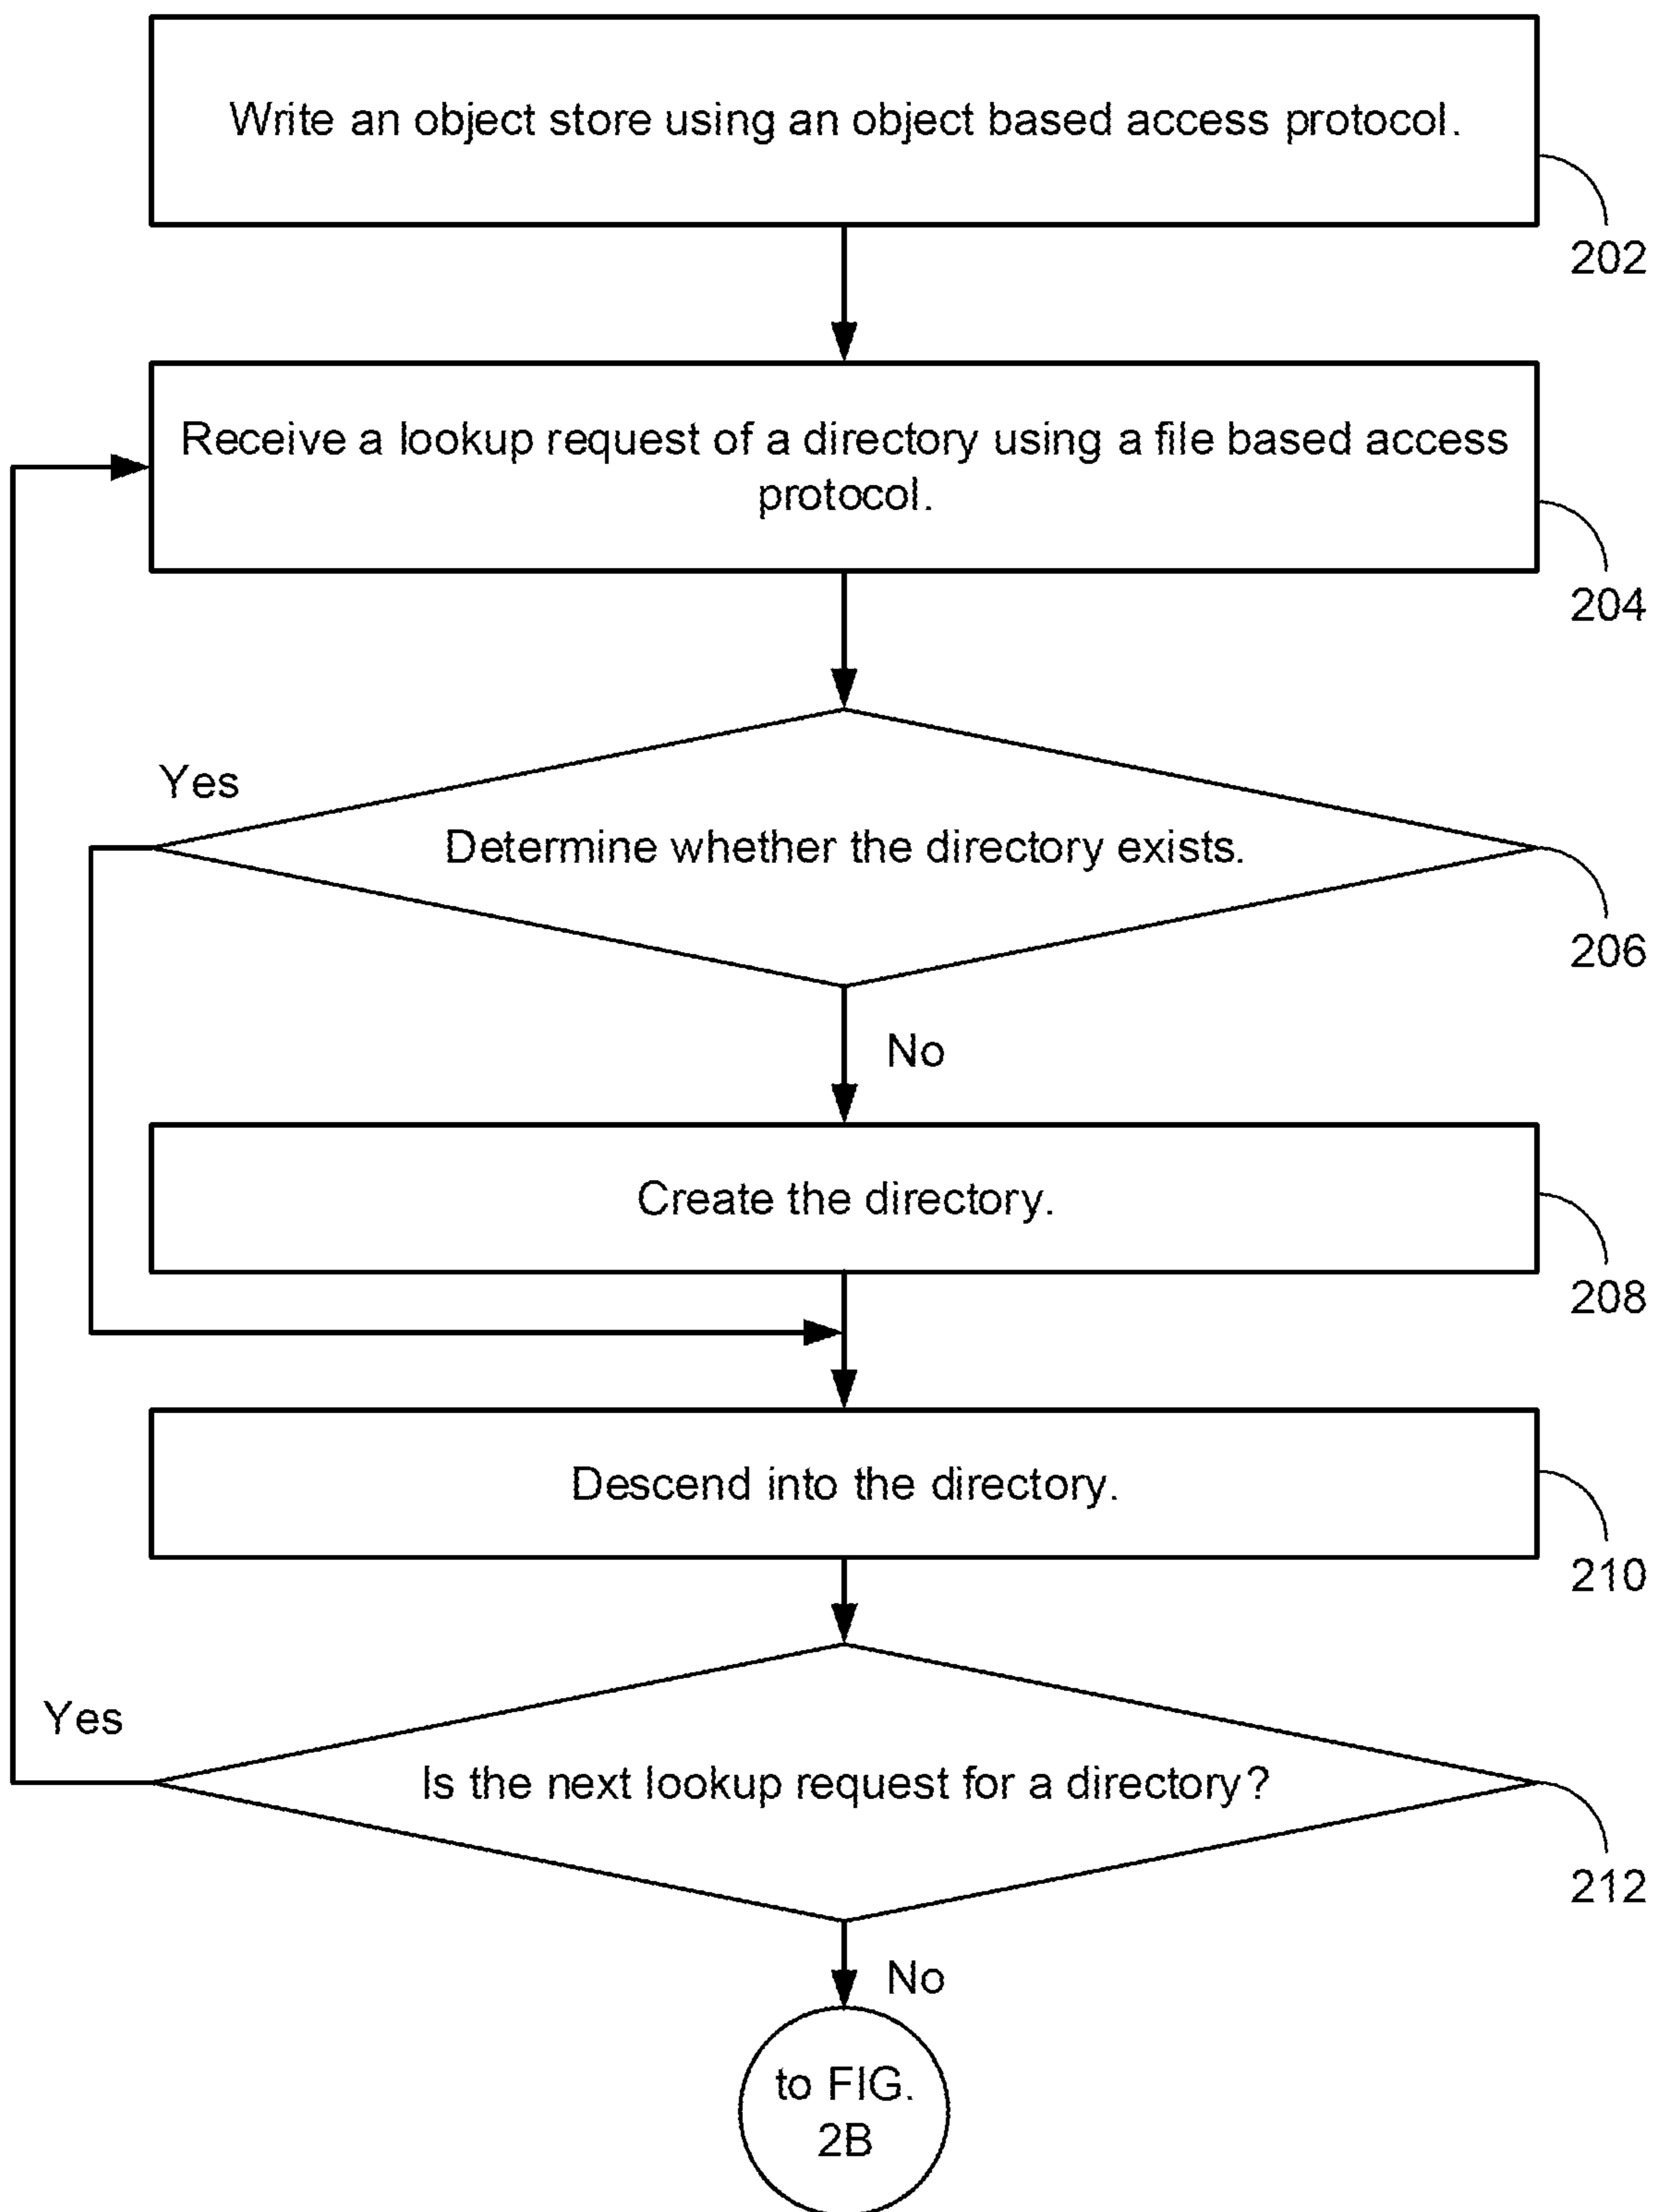 Write an object store using an object based access protocol.
202
Receive a lookup request of a directory using a file based access
protocol.
204
Yes
Determine whether the directory exists.
206
No
Create the directory.
208
Descend into the directory.
210
Yes
Is the next lookup request for a directory?
212
No
to FIG.
2B